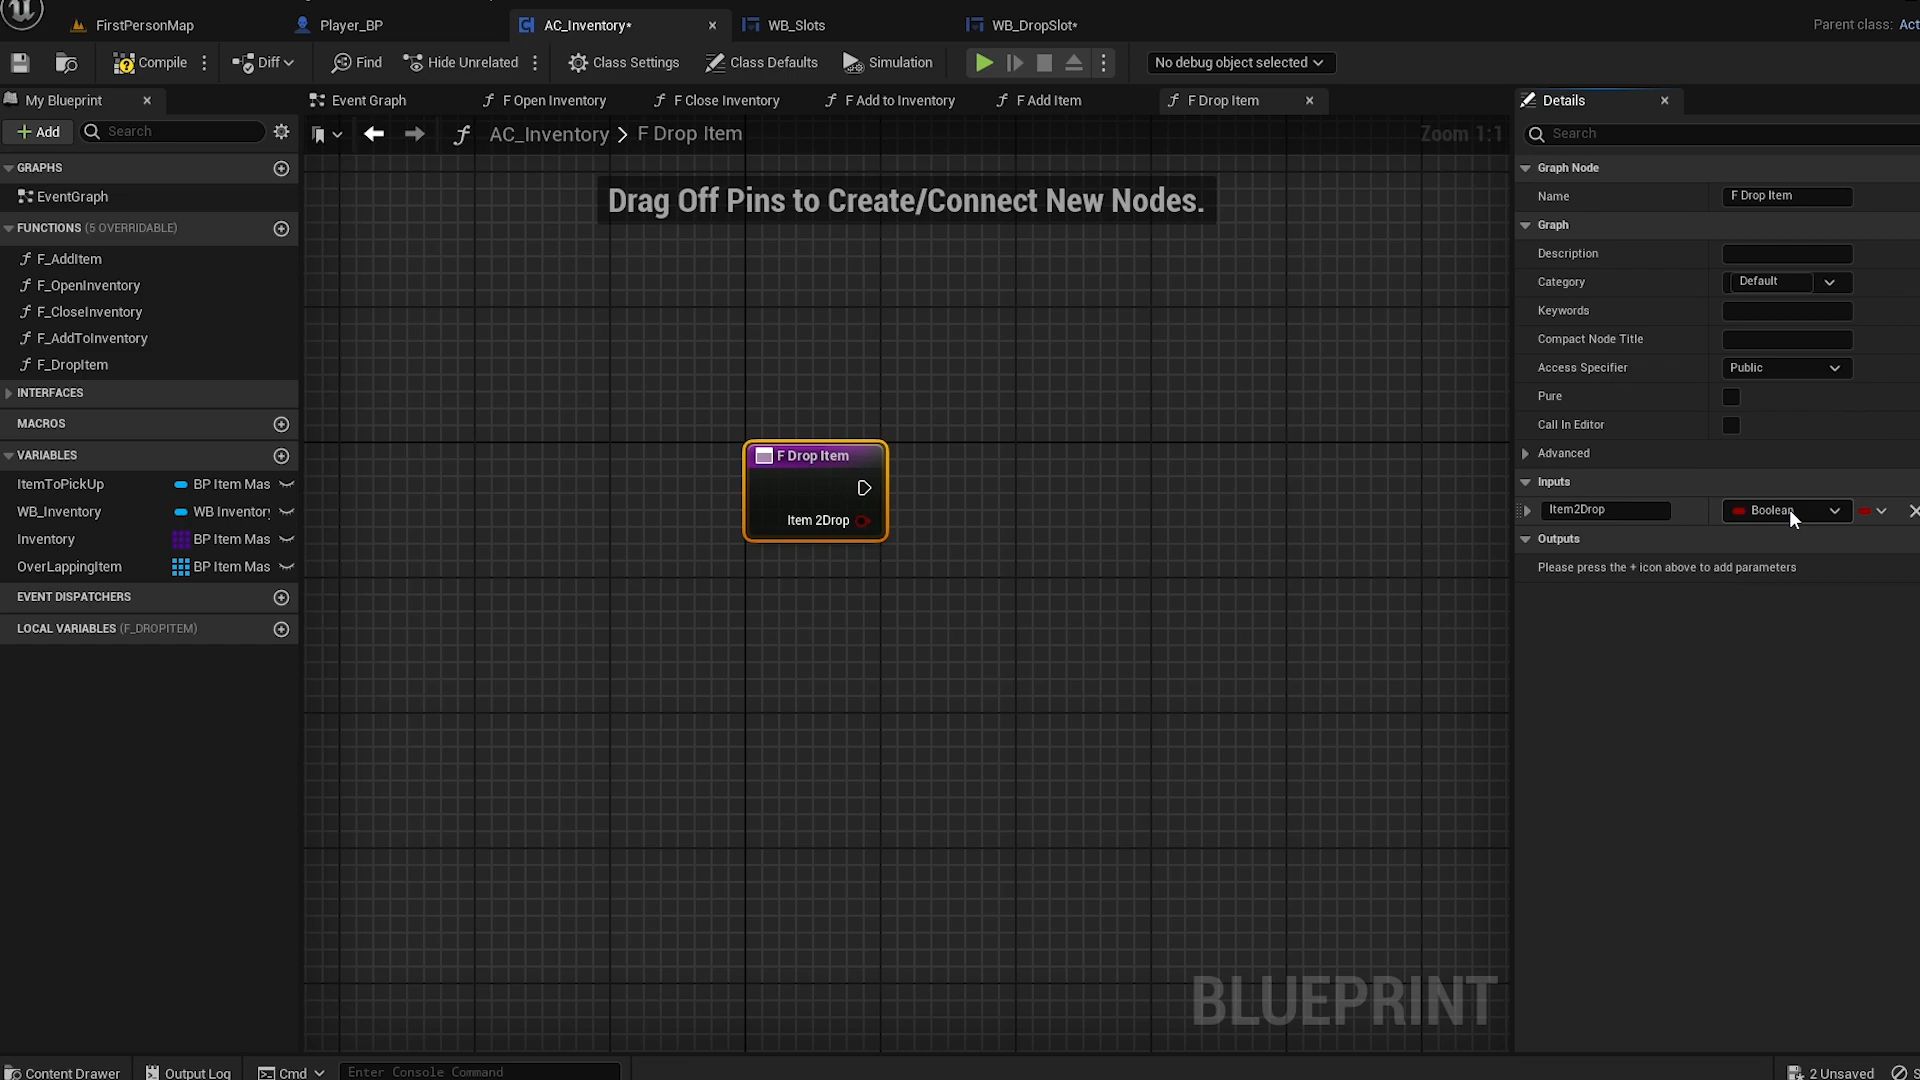 FirstPersonMap
Player_BP
AC_Inventory*
WB_Slots
WB_DropSlot*
Parent class:
Compile
Diff
Find
Hide Unrelated
Class Settings
Class Defaults
Simulation
No debug object selected
My Blueprint
Event Graph
F Open Inventory
F Close Inventory
F Add to Inventory
F Add Item
F Drop Item
Details
Add
Search
AC_Inventory > F Drop Item
Zoom 1:1
Search
Drag Off Pins to Create/Connect New Nodes.
GRAPHS
EventGraph
FUNCTIONS (5 OVERRIDABLE)
F_AddItem
F_OpenInventory
F_CloseInventory
F_AddToInventory
F_DropItem
INTERFACES
MACROS
VARIABLES
ItemToPickUp
BP Item Mas
WB_Inventory
WB Inventory
Inventory
BP Item Mas
OverLappingItem
BP Item Mas
EVENT DISPATCHERS
LOCAL VARIABLES (F_DROPITEM)
F Drop Item
Item 2Drop
Graph Node
Name
F Drop Item
Graph
Description
Category
Default
Keywords
Compact Node Title
Access Specifier
Public
Pure
Call In Editor
Advanced
Inputs
Item2Drop
Boolean
Outputs
Please press the + icon above to add parameters
BLUEPRINT
Content Drawer
Output Log
Cmd
Enter Console Command
2 Unsaved